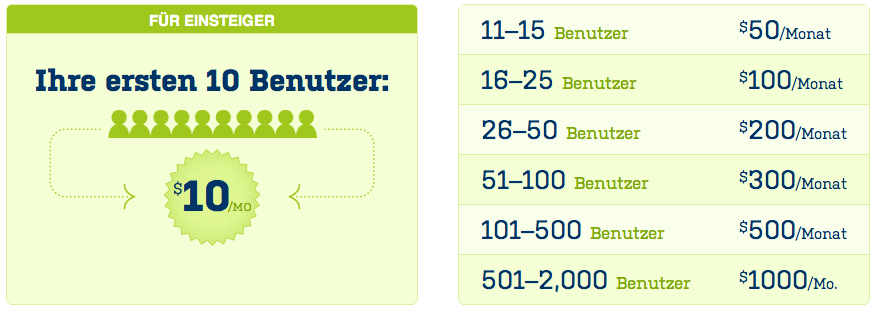 FÜR EINSTEIGER
Ihre ersten 10 Benutzer:
$10/MO
11–15 Benutzer $50/Monat
16–25 Benutzer $100/Monat
26–50 Benutzer $200/Monat
51–100 Benutzer $300/Monat
101–500 Benutzer $500/Monat
501–2,000 Benutzer $1000/Mo.